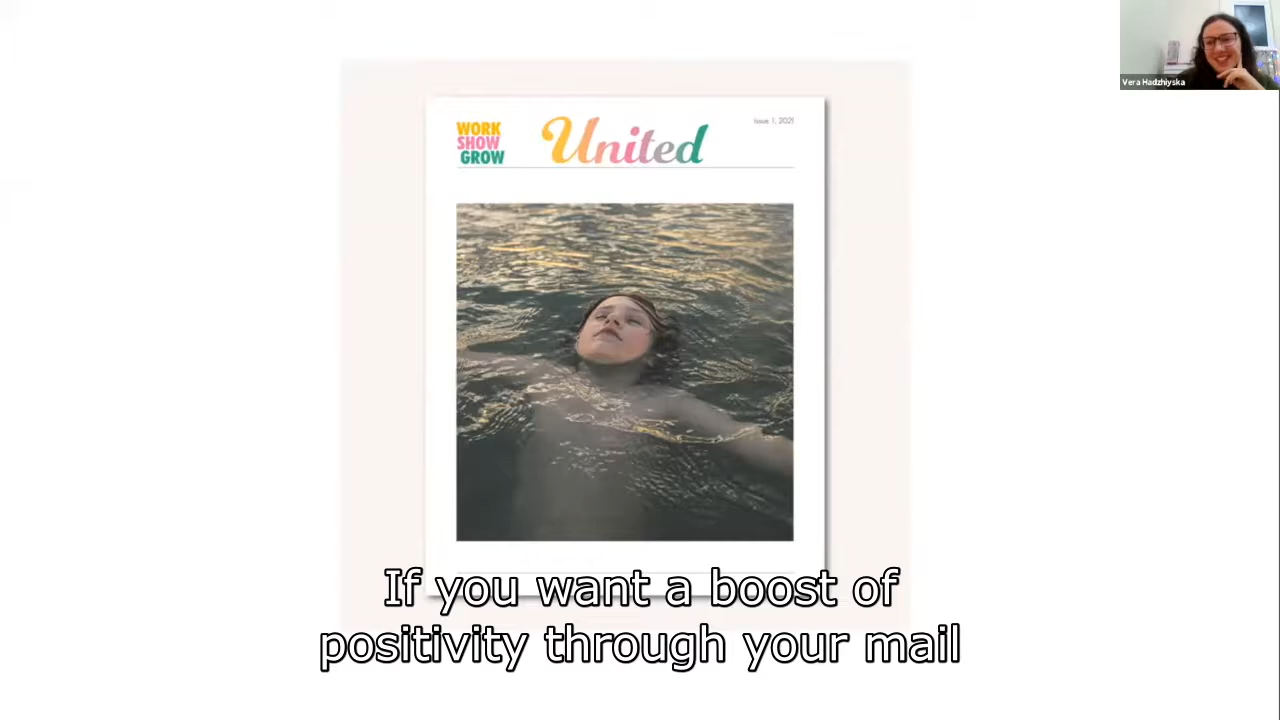 WORK
SHOW
GROW
United
Issue 1, 2021
Vera Hadzhiyska
If you want a boost of
positivity through your mail